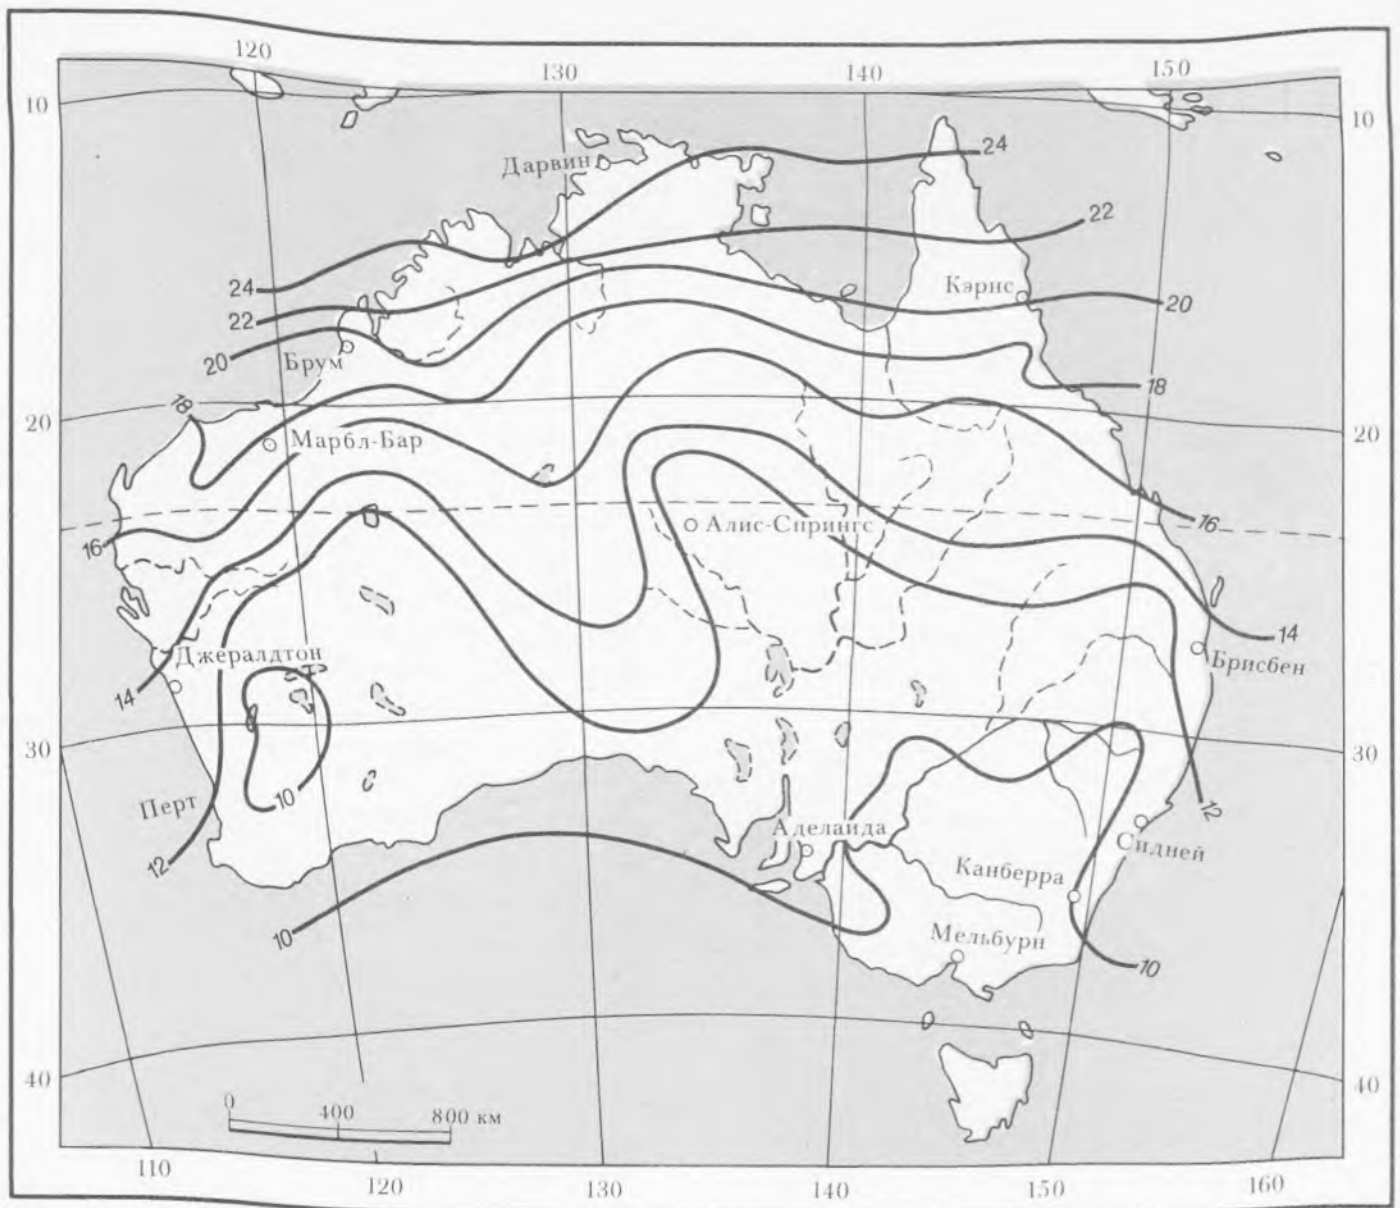 120
130
140
150
10
10
24
Дарвин
22
Кэрнс
24
22
20
20
Брум
18
18
20
Марбл-Бар
20
16
Алис-Спрингс
16
14
Брисбен
Джералдтон
14
30
30
10
Перт
12
12
Аделаида
Сидней
Канберра
10
Мельбурн
10
40
40
0 400 800 км
110
120
130
140
150
160